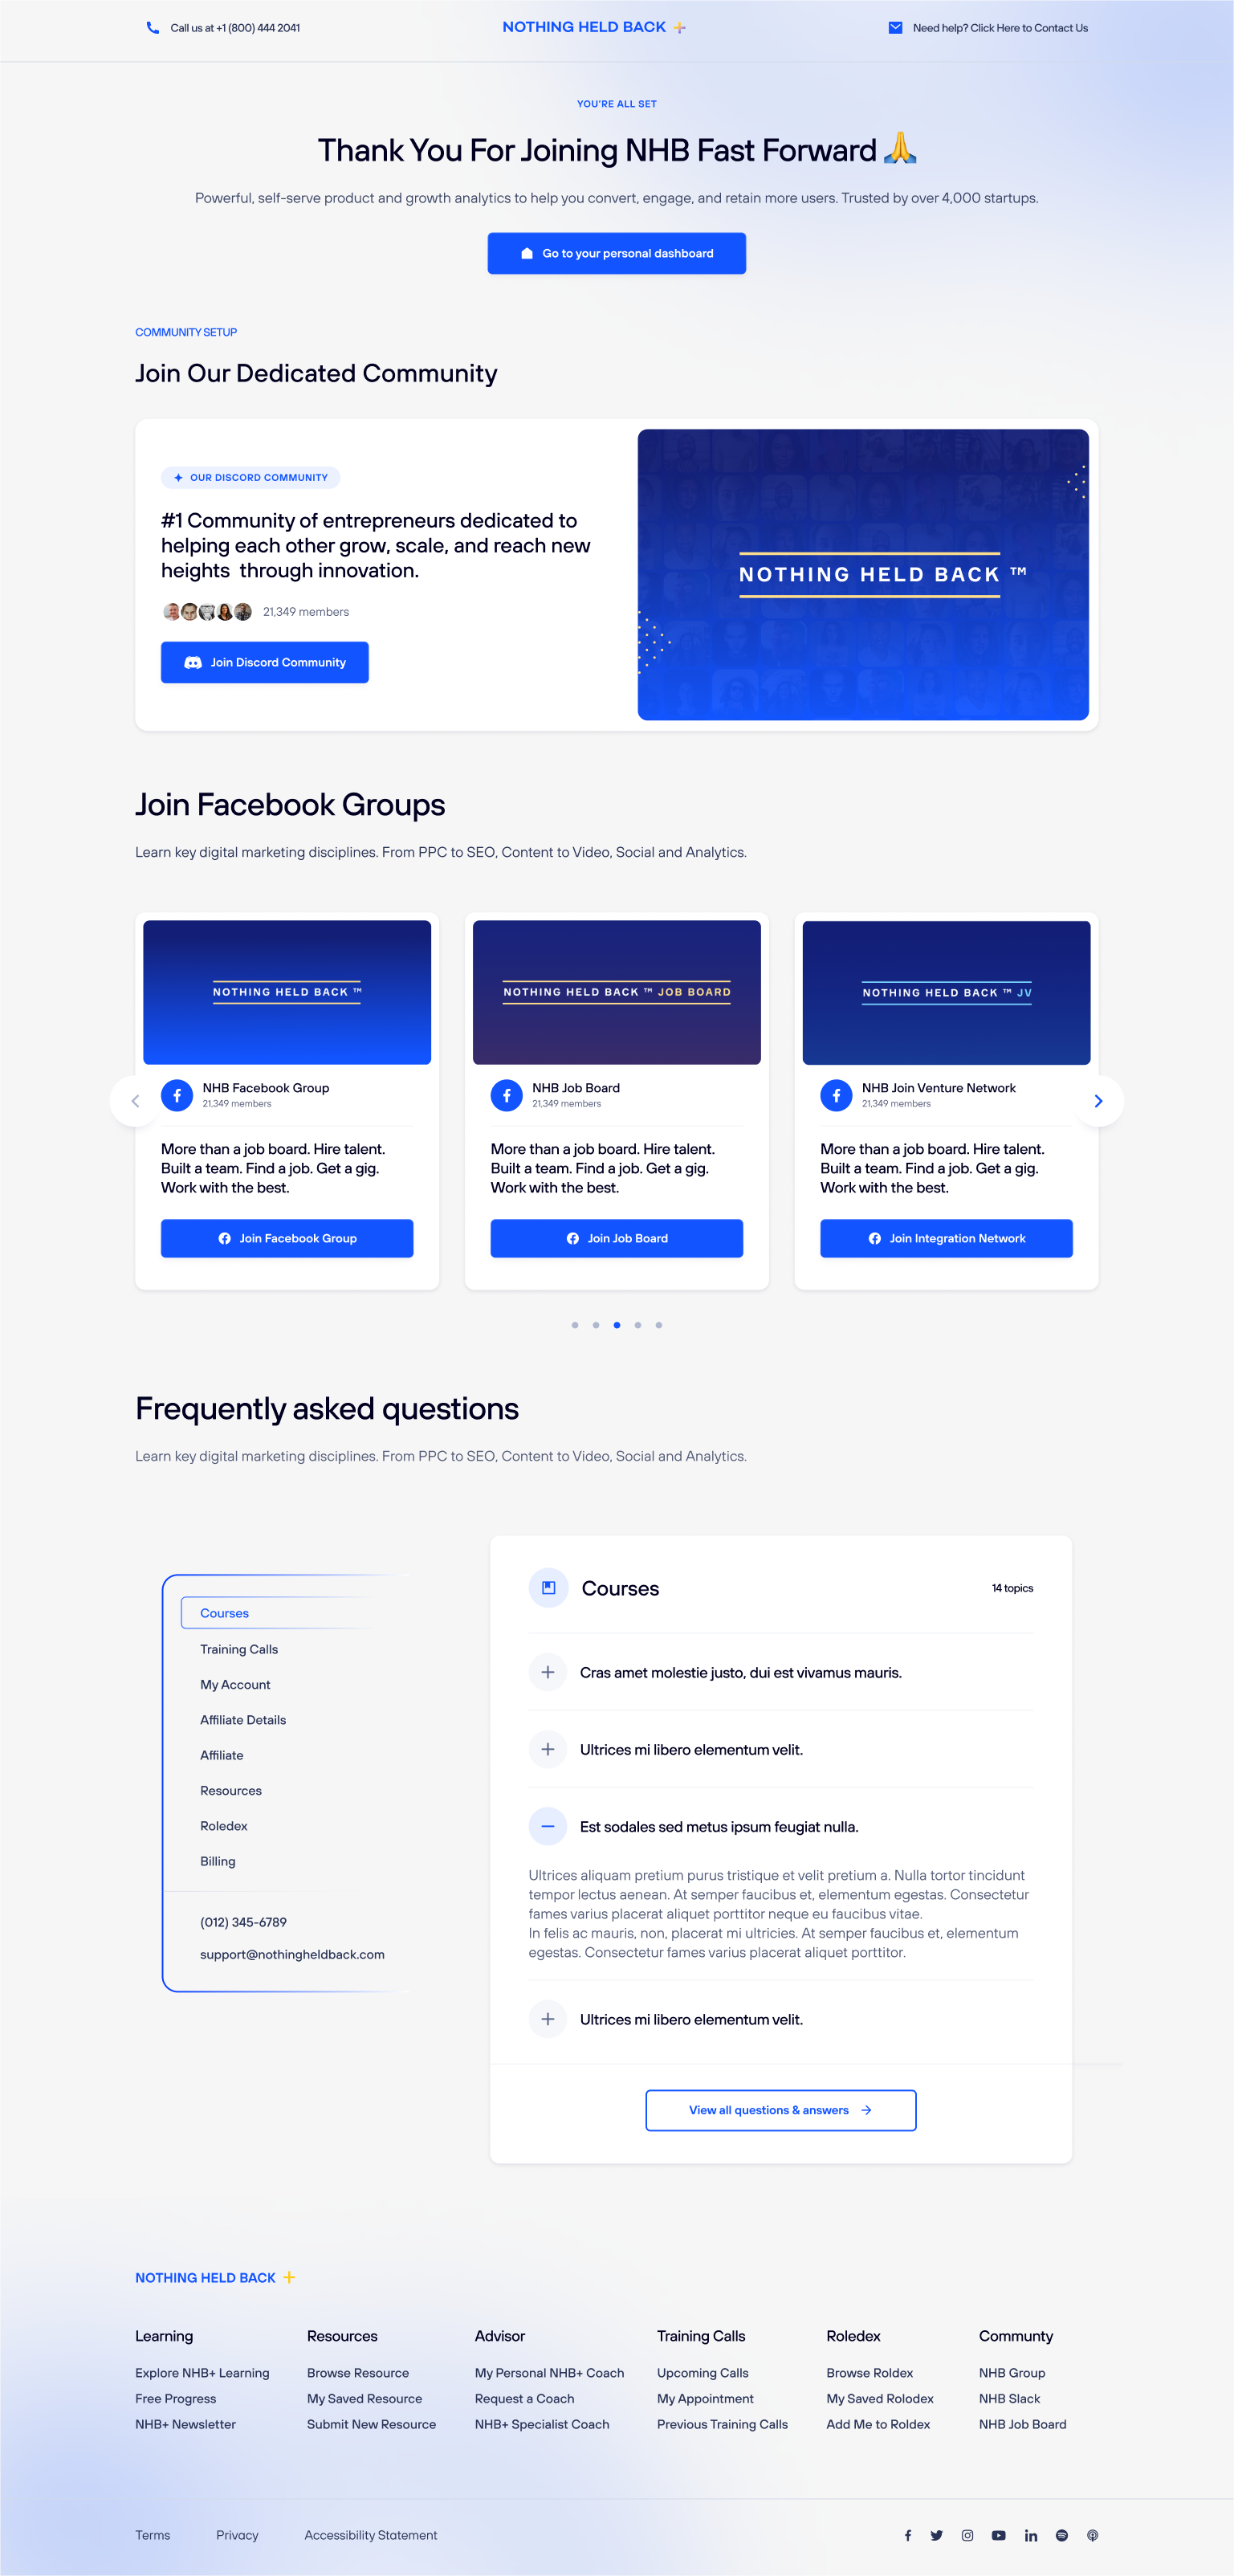 Call us at +1 (800) 444 2041
NOTHING HELD BACK
Need help? Click Here to Contact Us
YOU'RE ALL SET
Thank You For Joining NHB Fast Forward🙏
Powerful, self-serve product and growth analytics to help you convert, engage, and retain more users. Trusted by over 4,000 startups.
Go to your personal dashboard
COMMUNITY SETUP
Join Our Dedicated Community
OUR DISCORD COMMUNITY
#1 Community of entrepreneurs dedicated to
helping each other grow, scale, and reach new
heights through innovation.
21,349 members
Join Discord Community
NOTHING HELD BACK ™
Join Facebook Groups
Learn key digital marketing disciplines. From PPC to SEO, Content to Video, Social and Analytics.
NOTHING HELD BACK ™
NHB Facebook Group
21,349 members
More than a job board. Hire talent.
Built a team. Find a job. Get a gig.
Work with the best.
Join Facebook Group
NOTHING HELD BACK ™ JOB BOARD
NHB Job Board
21,349 members
More than a job board. Hire talent.
Built a team. Find a job. Get a gig.
Work with the best.
Join Job Board
NOTHING HELD BACK ™ JV
NHB Join Venture Network
21,349 members
More than a job board. Hire talent.
Built a team. Find a job. Get a gig.
Work with the best.
Join Integration Network
Frequently asked questions
Learn key digital marketing disciplines. From PPC to SEO, Content to Video, Social and Analytics.
Courses
Training Calls
My Account
Affiliate Details
Affiliate
Resources
Roledex
Billing
(012) 345-6789
support@nothingheldback.com
Courses
14 topics
Cras amet molestie justo, dui est vivamus mauris.
Ultrices mi libero elementum velit.
Est sodales sed metus ipsum feugiat nulla.
Ultrices aliquam pretium purus tristique et velit pretium a. Nulla tortor tincidunt
tempor lectus aenean. At semper faucibus et, elementum egestas. Consectetur
fames varius placerat aliquet porttitor neque eu faucibus vitae.
In felis ac mauris, non, placerat mi ultricies. At semper faucibus et, elementum
egestas. Consectetur fames varius placerat aliquet porttitor.
Ultrices mi libero elementum velit.
View all questions & answers
NOTHING HELD BACK
Learning
Explore NHB+ Learning
Free Progress
NHB+ Newsletter
Resources
Browse Resource
My Saved Resource
Submit New Resource
Advisor
My Personal NHB+ Coach
Request a Coach
NHB+ Specialist Coach
Training Calls
Upcoming Calls
My Appointment
Previous Training Calls
Roledex
Browse Roldex
My Saved Rolodex
Add Me to Roldex
Communty
NHB Group
NHB Slack
NHB Job Board
Terms
Privacy
Accessibility Statement